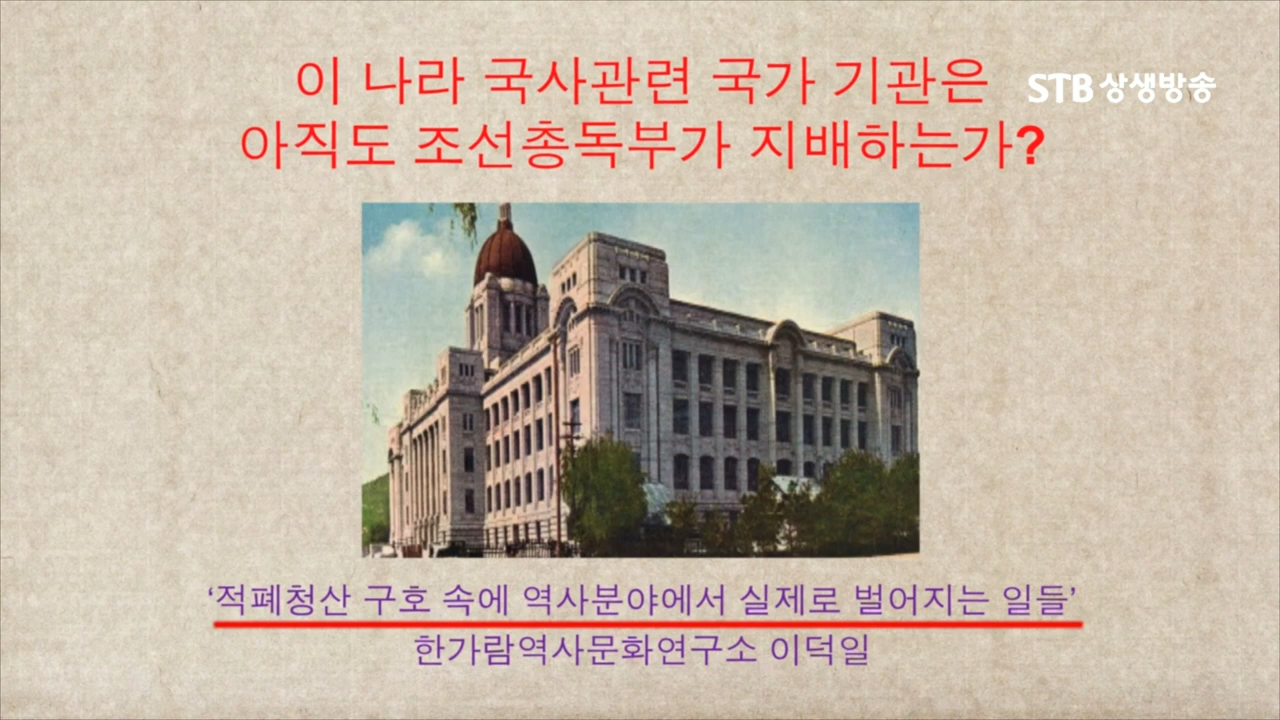 이 나라 국사관련 국가 기관은
STB 상생방송
아직도 조선총독부가 지배하는가?
‘적폐청산 구호 속에 역사분야에서 실제로 벌어지는 일들’
한가람역사문화연구소 이덕일